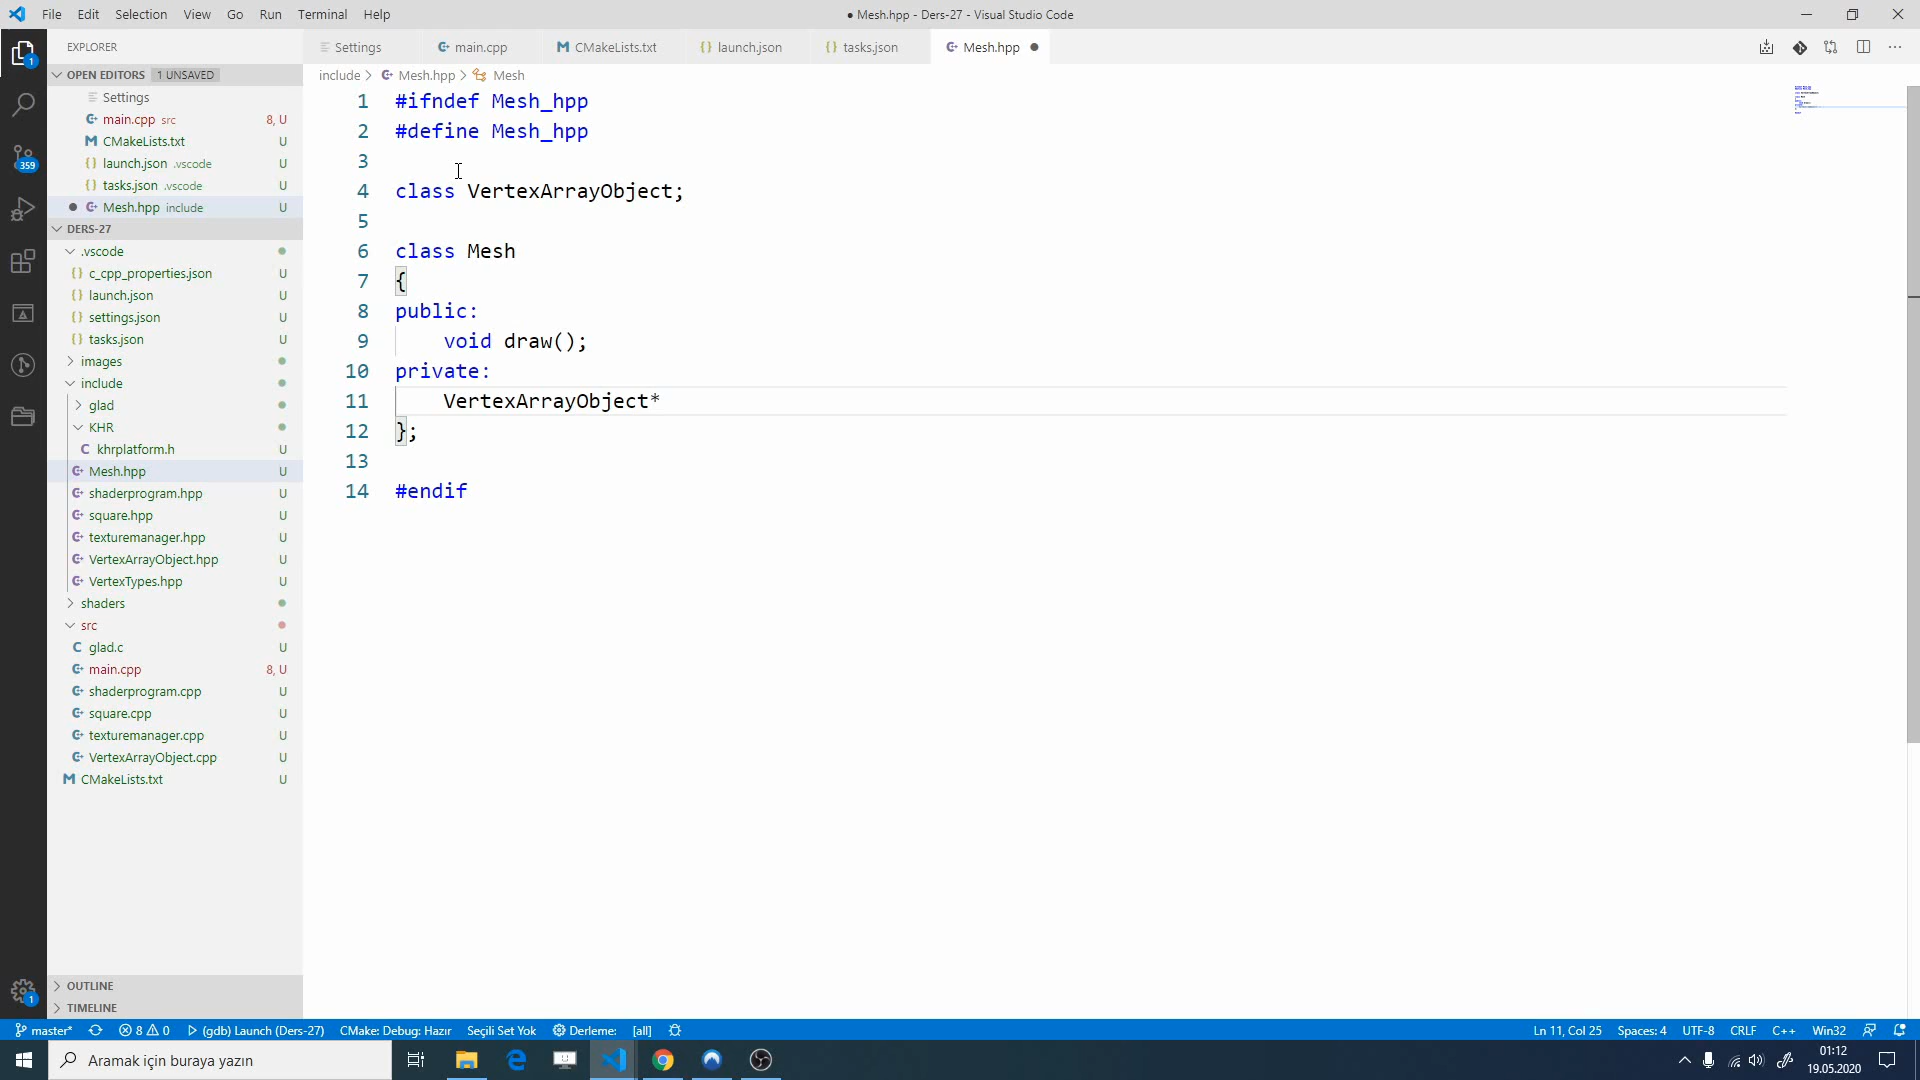 File Edit Selection View Go Run Terminal Help
● Mesh.hpp - Ders-27 - Visual Studio Code
EXPLORER
Settings main.cpp CMakeLists.txt launch.json tasks.json Mesh.hpp
OPEN EDITORS 1 UNSAVED
Settings
main.cpp src 8, U
CMakeLists.txt U
launch.json .vscode U
tasks.json .vscode U
Mesh.hpp include U
DERS-27
.vscode
c_cpp_properties.json U
launch.json U
settings.json U
tasks.json U
images
include
glad
KHR
khrplatform.h U
Mesh.hpp U
shaderprogram.hpp U
square.hpp U
texturemanager.hpp U
VertexArrayObject.hpp U
VertexTypes.hpp U
shaders
src
glad.c U
main.cpp 8, U
shaderprogram.cpp U
square.cpp U
texturemanager.cpp U
VertexArrayObject.cpp U
CMakeLists.txt U
OUTLINE
TIMELINE
1
359
1
include > Mesh.hpp > Mesh
1 #ifndef Mesh_hpp
2 #define Mesh_hpp
3
4 class VertexArrayObject;
5
6 class Mesh
7 {
8 public:
9 void draw();
10 private:
11 VertexArrayObject*
12 };
13
14 #endif
master* 8 0 (gdb) Launch (Ders-27) CMake: Debug: Hazır Seçili Set Yok Derleme: [all]
Ln 11, Col 25 Spaces: 4 UTF-8 CRLF C++ Win32
Aramak için buraya yazın
01:12
19.05.2020